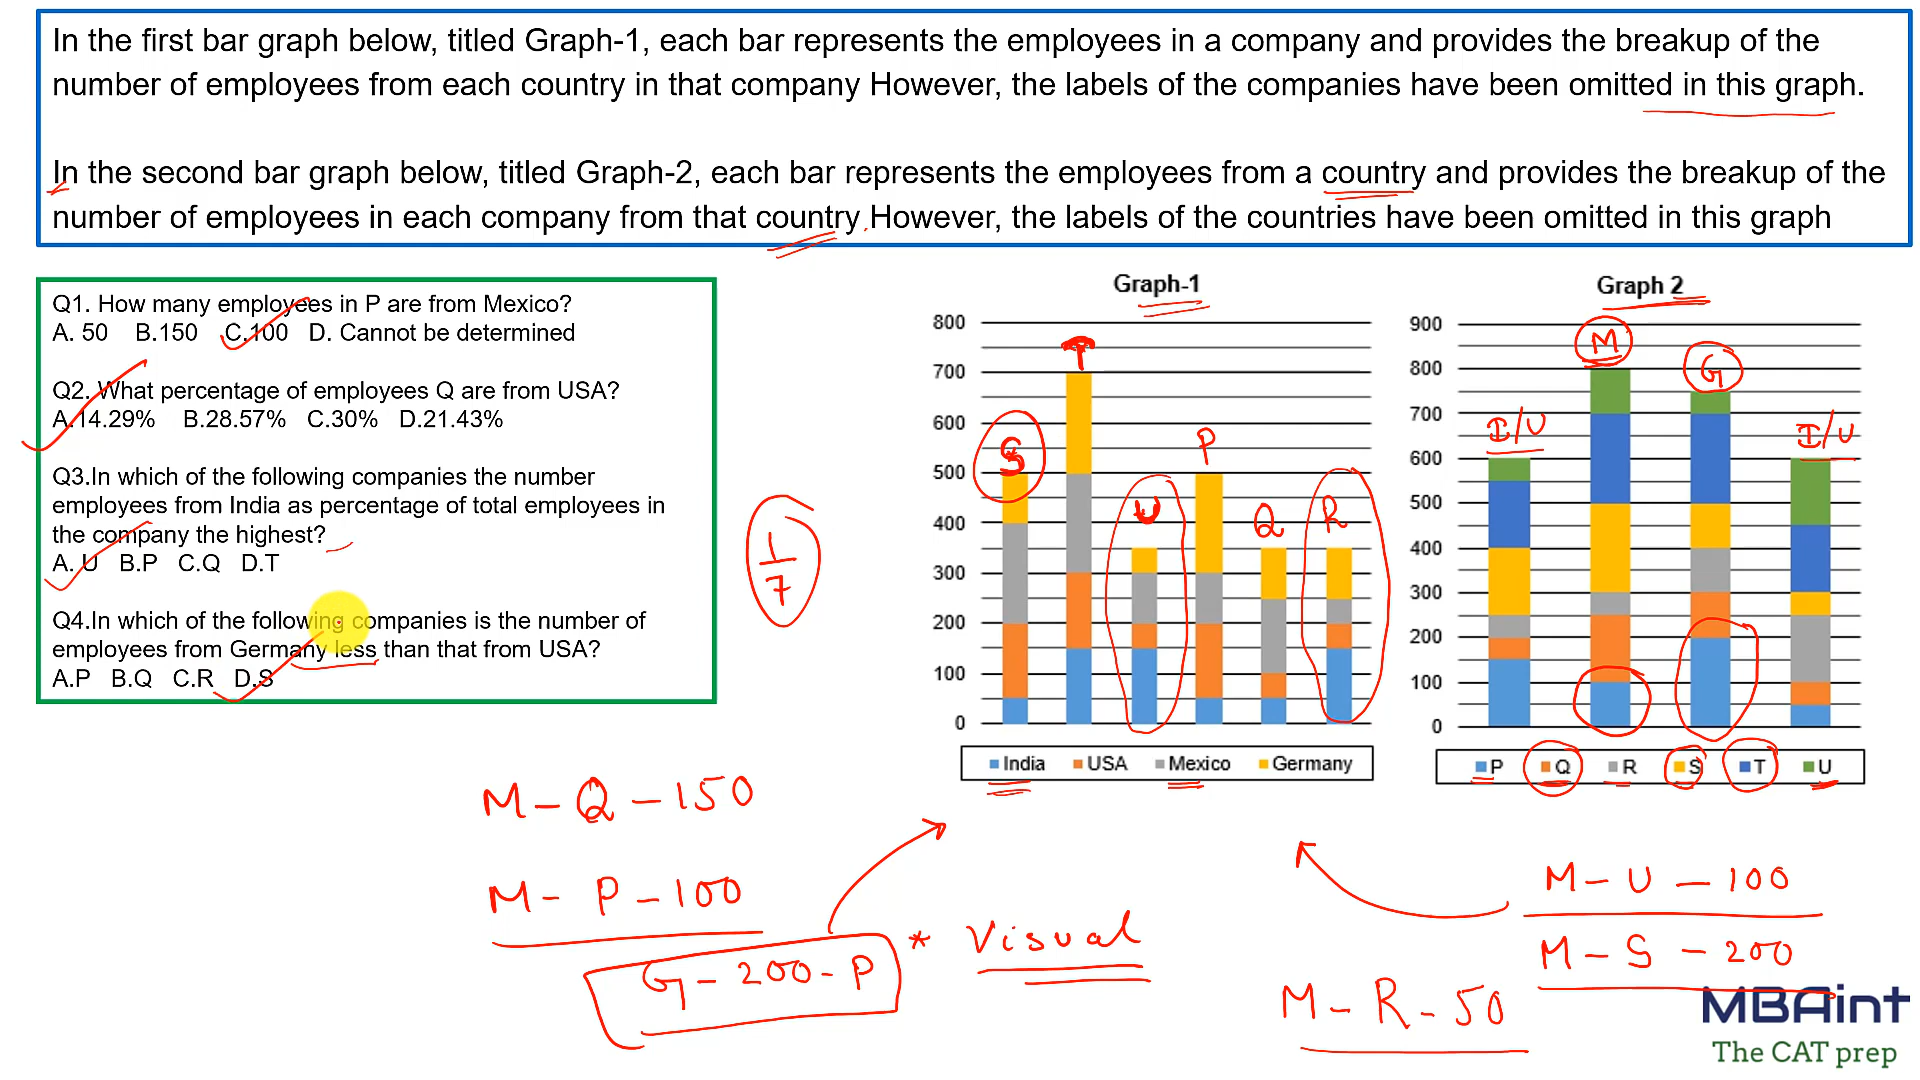 In the first bar graph below, titled Graph-1, each bar represents the employees in a company and provides the breakup of the
number of employees from each country in that company However, the labels of the companies have been omitted in this graph.
In the second bar graph below, titled Graph-2, each bar represents the employees from a country and provides the breakup of the
number of employees in each company from that country.However, the labels of the countries have been omitted in this graph
Q1. How many employees in P are from Mexico?
A. 50 B.150 C.100 D. Cannot be determined
Q2. What percentage of employees Q are from USA?
A.14.29% B.28.57% C.30% D.21.43%
Q3.In which of the following companies the number
employees from India as percentage of total employees in
the company the highest?
A. U B.P C.Q D.T
Q4.In which of the following companies is the number of
employees from Germany less than that from USA?
A.P B.Q C.R D.S
1
7
Graph-1
800
700
600
500
400
300
200
100
0
S
T
U
P
Q
R
India USA Mexico Germany
Graph 2
900
800
700
600
500
400
300
200
100
0
I/U
M
G
I/U
P Q R S T U
M - Q - 150
M - P - 100
G - 200 - P
* Visual
M - U - 100
M - S - 200
M - R - 50
MBAint
The CAT prep